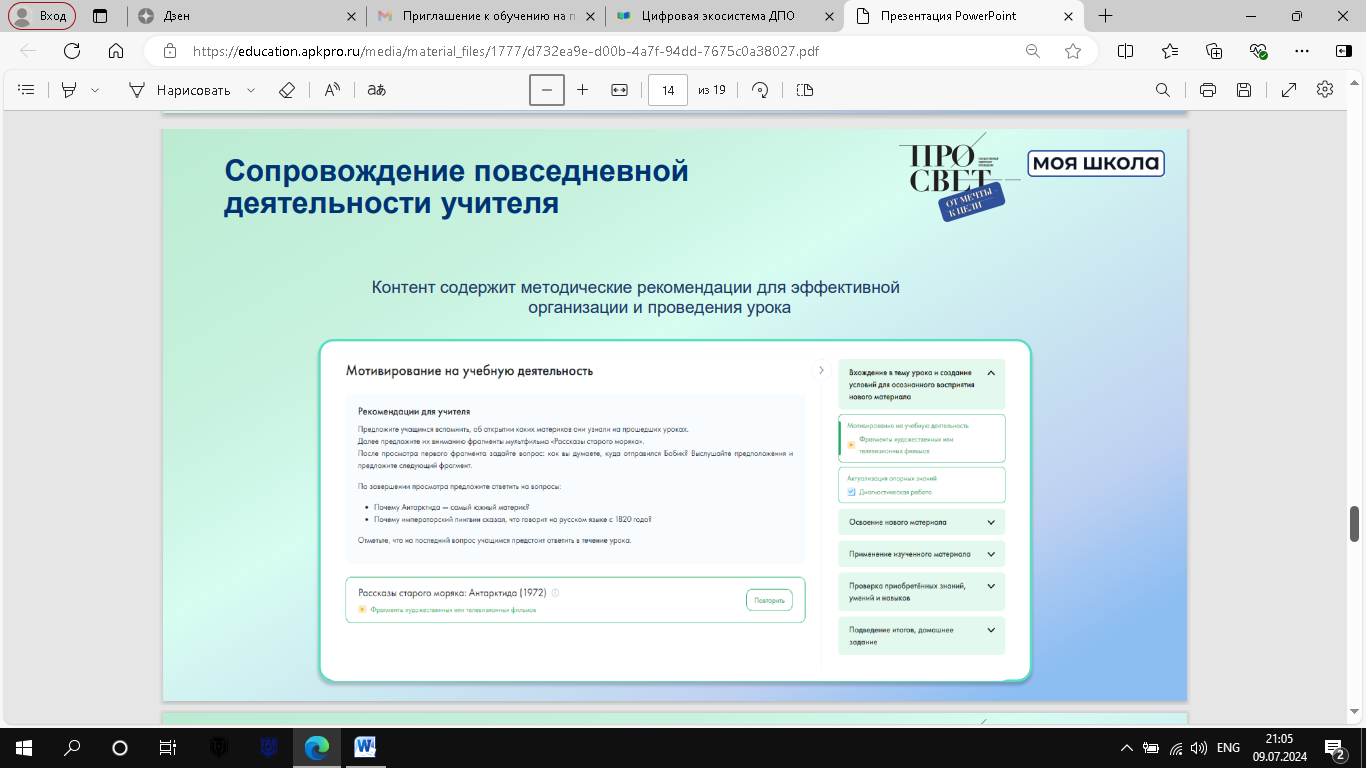 Вход
Дзен
Приглашение к обучению на п
Цифровая экосистема ДПО
Презентация PowerPoint
https://education.apkpro.ru/media/material_files/1777/d732ea9e-d00b-4a7f-94dd-7675c0a38027.pdf
Нарисовать
14
из 19
Сопровождение повседневной
деятельности учителя
ПРО
СВЕТ
ОТ МЕЧТЫ
К ЦЕЛИ
МОЯ ШКОЛА
Контент содержит методические рекомендации для эффективной
организации и проведения урока
Мотивирование на учебную деятельность
Рекомендации для учителя
Предложите учащимся вспомнить, об открытии каких материков они узнали на прошедших уроках.
Далее предложите их вниманию фрагменты мультфильма «Рассказы старого моряка».
После просмотра первого фрагмента задайте вопрос: как вы думаете, куда отправился Бобик? Выслушайте предположения и
предложите следующий фрагмент.
По завершении просмотра предложите ответить на вопросы:
• Почему Антарктида — самый южный материк?
• Почему императорский пингвин сказал, что говорит на русском языке с 1820 года?
Отметьте, что на последний вопрос учащимся предстоит ответить в течение урока.
Рассказы старого моряка: Антарктида (1972)
Фрагменты художественных или телевизионных фильмов
Повторить
Вхождение в тему урока и создание
условий для осознанного восприятия
нового материала
Мотивирование на учебную деятельность
Фрагменты художественных или
телевизионных фильмов
Актуализация опорных знаний
Диагностическая работа
Освоение нового материала
Применение изученного материала
Проверка приобретённых знаний,
умений и навыков
Подведение итогов, домашнее
задание
ENG
21:05
09.07.2024
2